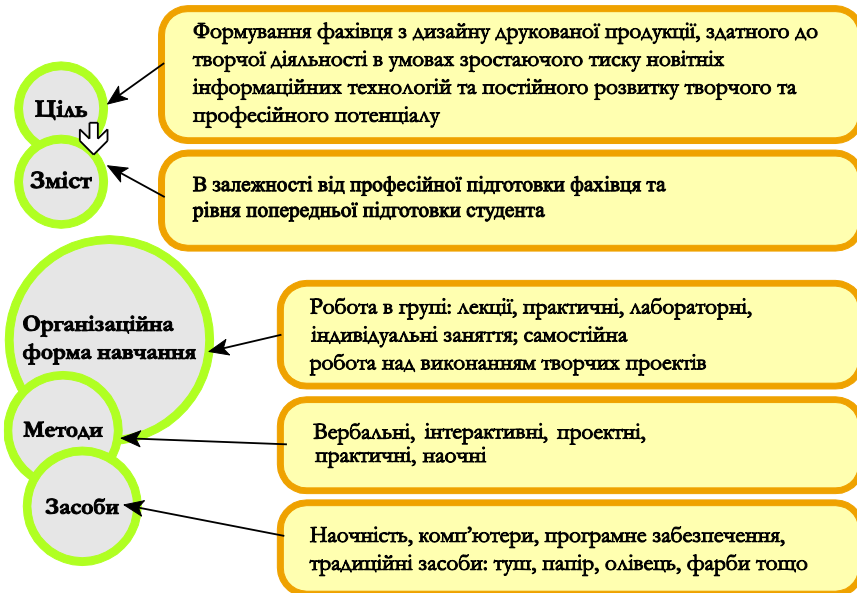 Формування фахівця з дизайну друкованої продукції, здатного до
творчої діяльності в умовах зростаючого тиску новітніх
інформаційних технологій та постійного розвитку творчого та
професійного потенціалу
Ціль
Зміст
В залежності від професійної підготовки фахівця та
рівня попередньої підготовки студента
Організаційна
форма навчання
Робота в групі: лекції, практичні, лабораторні,
індивідуальні заняття; самостійна
робота над виконанням творчих проектів
Методи
Вербальні, інтерактивні, проектні,
практичні, наочні
Засоби
Наочність, комп’ютери, програмне забезпечення,
традиційні засоби: туш, папір, олівець, фарби тощо